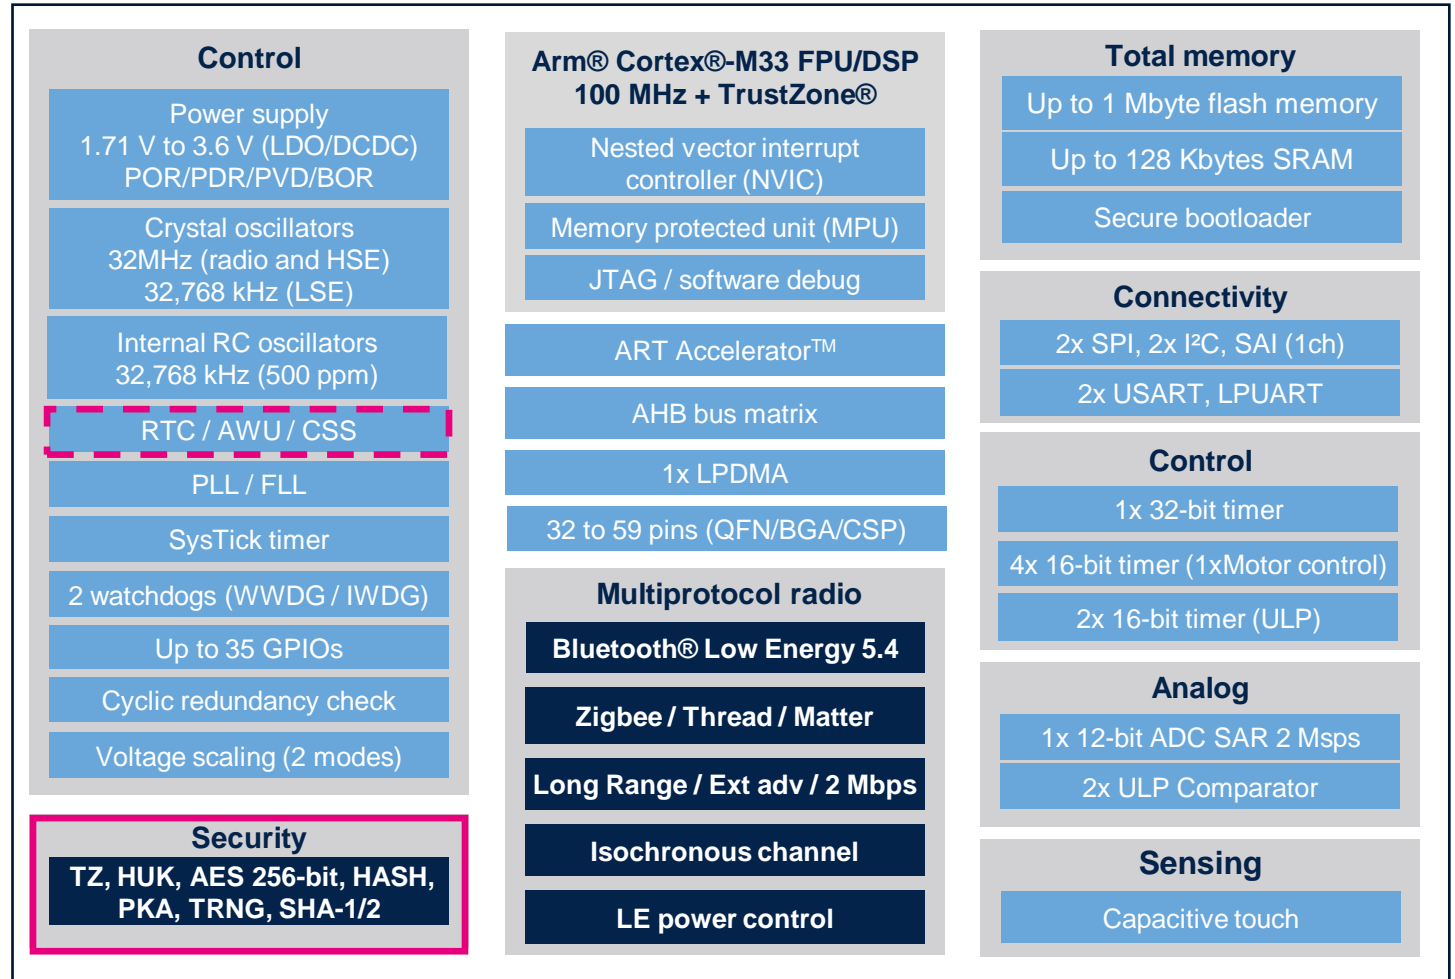 Control
Power supply
1.71 V to 3.6 V (LDO/DCDC)
POR/PDR/PVD/BOR
Crystal oscillators
32MHz (radio and HSE)
32,768 kHz (LSE)
Internal RC oscillators
32,768 kHz (500 ppm)
RTC / AWU / CSS
PLL / FLL
SysTick timer
2 watchdogs (WWDG / IWDG)
Up to 35 GPIOs
Cyclic redundancy check
Voltage scaling (2 modes)
Security
TZ, HUK, AES 256-bit, HASH,
PKA, TRNG, SHA-1/2
Arm® Cortex®-M33 FPU/DSP
100 MHz + TrustZone®
Nested vector interrupt
controller (NVIC)
Memory protected unit (MPU)
JTAG / software debug
ART Accelerator™
AHB bus matrix
1x LPDMA
32 to 59 pins (QFN/BGA/CSP)
Multiprotocol radio
Bluetooth® Low Energy 5.4
Zigbee / Thread / Matter
Long Range / Ext adv / 2 Mbps
Isochronous channel
LE power control
Total memory
Up to 1 Mbyte flash memory
Up to 128 Kbytes SRAM
Secure bootloader
Connectivity
2x SPI, 2x I²C, SAI (1ch)
2x USART, LPUART
Control
1x 32-bit timer
4x 16-bit timer (1xMotor control)
2x 16-bit timer (ULP)
Analog
1x 12-bit ADC SAR 2 Msps
2x ULP Comparator
Sensing
Capacitive touch